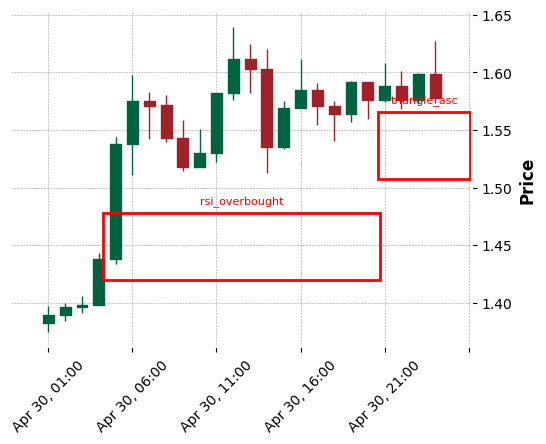 1.65
1.60
triangle_asc
1.55
1.50
rsi_overbought
1.45
1.40
Price
Apr 30, 01:00
Apr 30, 06:00
Apr 30, 11:00
Apr 30, 16:00
Apr 30, 21:00